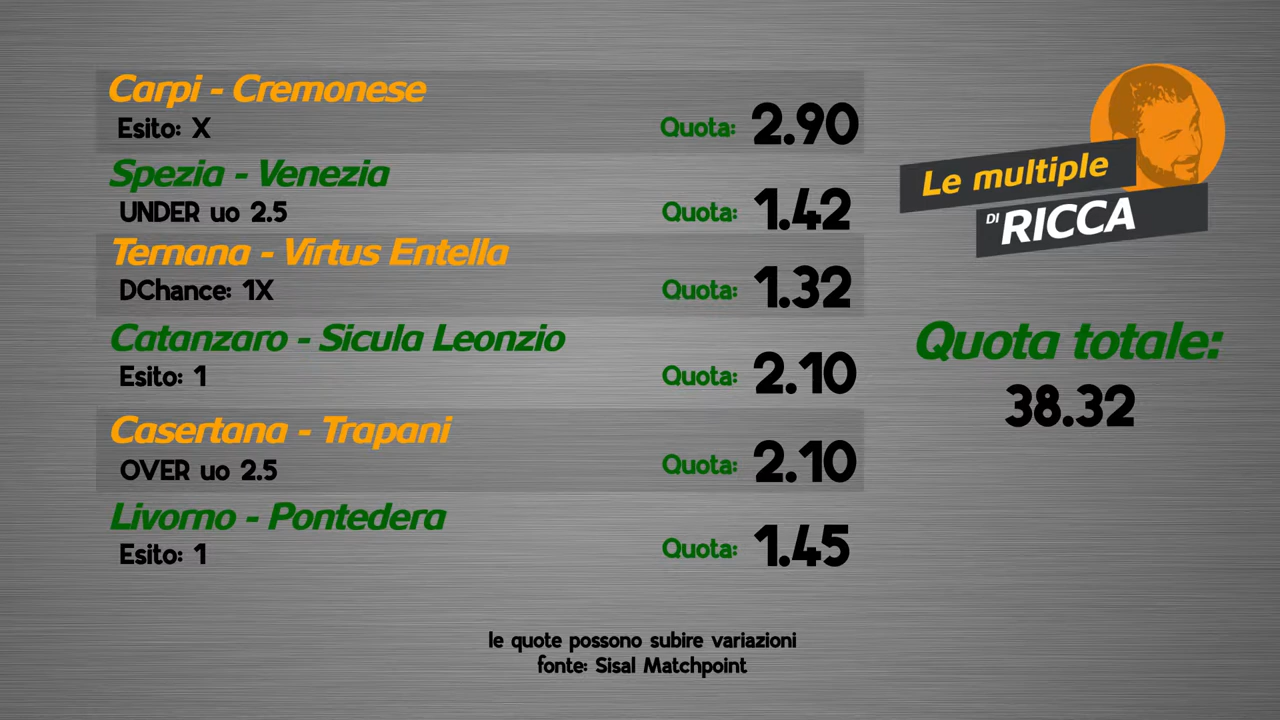 Carpi - Cremonese
Esito: X
Quota: 2.90
Spezia - Venezia
UNDER uo 2.5
Quota: 1.42
Ternana - Virtus Entella
DChance: 1X
Quota: 1.32
Catanzaro - Sicula Leonzio
Esito: 1
Quota: 2.10
Casertana - Trapani
OVER uo 2.5
Quota: 2.10
Livorno - Pontedera
Esito: 1
Quota: 1.45
Le multiple
DI RICCA
Quota totale:
38.32
le quote possono subire variazioni
fonte: Sisal Matchpoint